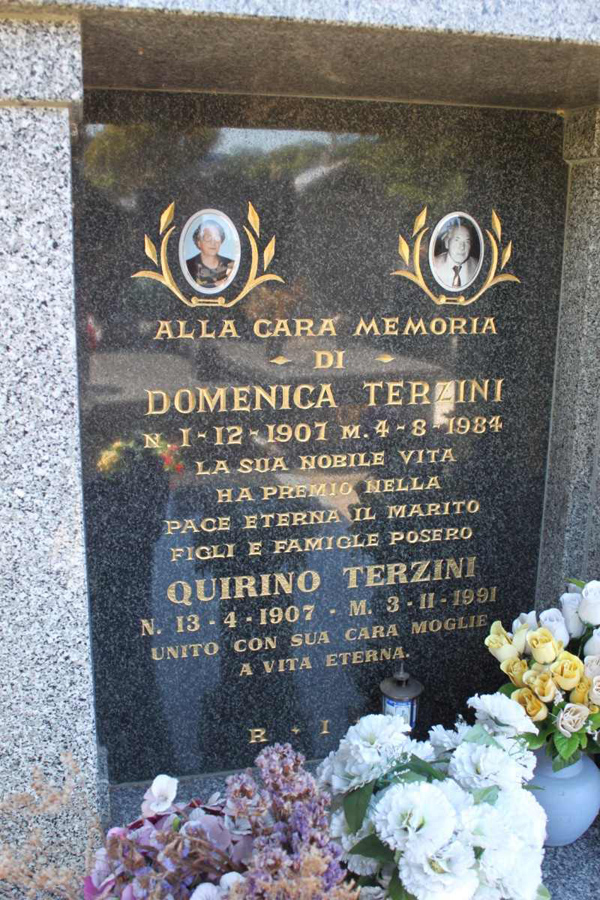 ALLA CARA MEMORIA
DI
DOMENICA TERZINI
N. 1-12-1907 M. 4-8-1984
LA SUA NOBILE VITA
HA PREMIO NELLA
PACE ETERNA IL MARITO
FIGLI E FAMIGLE POSERO
QUIRINO TERZINI
N. 13-4-1907 - M. 3-11-1991
UNITO CON SUA CARA MOGLIE
A VITA ETERNA.
R + I